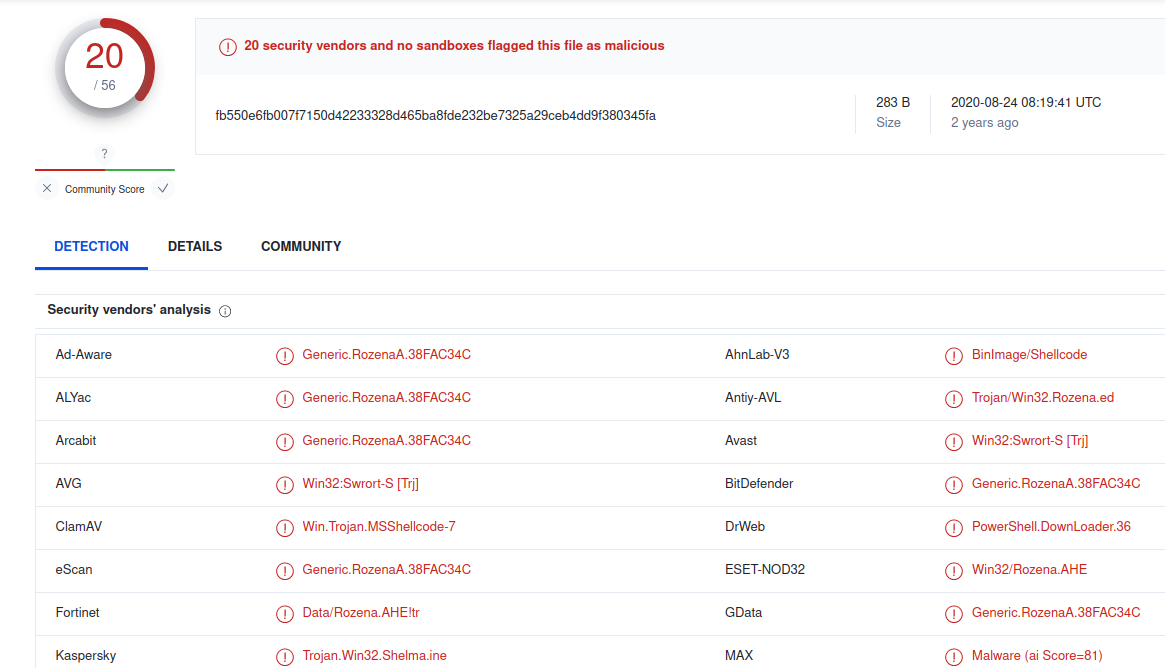 20
/ 56
?
Community Score
20 security vendors and no sandboxes flagged this file as malicious
fb550e6fb007f7150d42233328d465ba8fde232be7325a29ceb4dd9f380345fa
283 B
Size
2020-08-24 08:19:41 UTC
2 years ago
DETECTION DETAILS COMMUNITY
Security vendors' analysis
Ad-Aware Generic.RozenaA.38FAC34C AhnLab-V3 BinImage/Shellcode
ALYac Generic.RozenaA.38FAC34C Antiy-AVL Trojan/Win32.Rozena.ed
Arcabit Generic.RozenaA.38FAC34C Avast Win32:Swrort-S [Trj]
AVG Win32:Swrort-S [Trj] BitDefender Generic.RozenaA.38FAC34C
ClamAV Win.Trojan.MSShellcode-7 DrWeb PowerShell.DownLoader.36
eScan Generic.RozenaA.38FAC34C ESET-NOD32 Win32/Rozena.AHE
Fortinet Data/Rozena.AHE!tr GData Generic.RozenaA.38FAC34C
Kaspersky Trojan.Win32.Shelma.ine MAX Malware (ai Score=81)